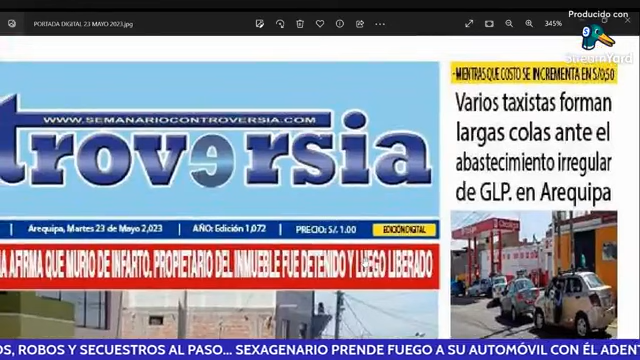 PORTADA DIGITAL 23 MAYO 2023.jpg
345%
Producido con
StreamYard
WWW.SEMANARIOCONTROVERSIA.COM
troversia
Arequipa, Martes 23 de Mayo 2,023
AÑO: Edición 1,072
PRECIO: S/. 1.00
EDICIÓN DIGITAL
A AFIRMA QUE MURIO DE INFARTO. PROPIETARIO DEL INMUEBLE FUE DETENIDO Y LUEGO LIBERADO
-MIENTRAS QUE COSTO SE INCREMENTA EN S/0,50
Varios taxistas forman
largas colas ante el
abastecimiento irregular
de GLP. en Arequipa
OS, ROBOS Y SECUESTROS AL PASO... SEXAGENARIO PRENDE FUEGO A SU AUTOMÓVIL CON ÉL ADEN